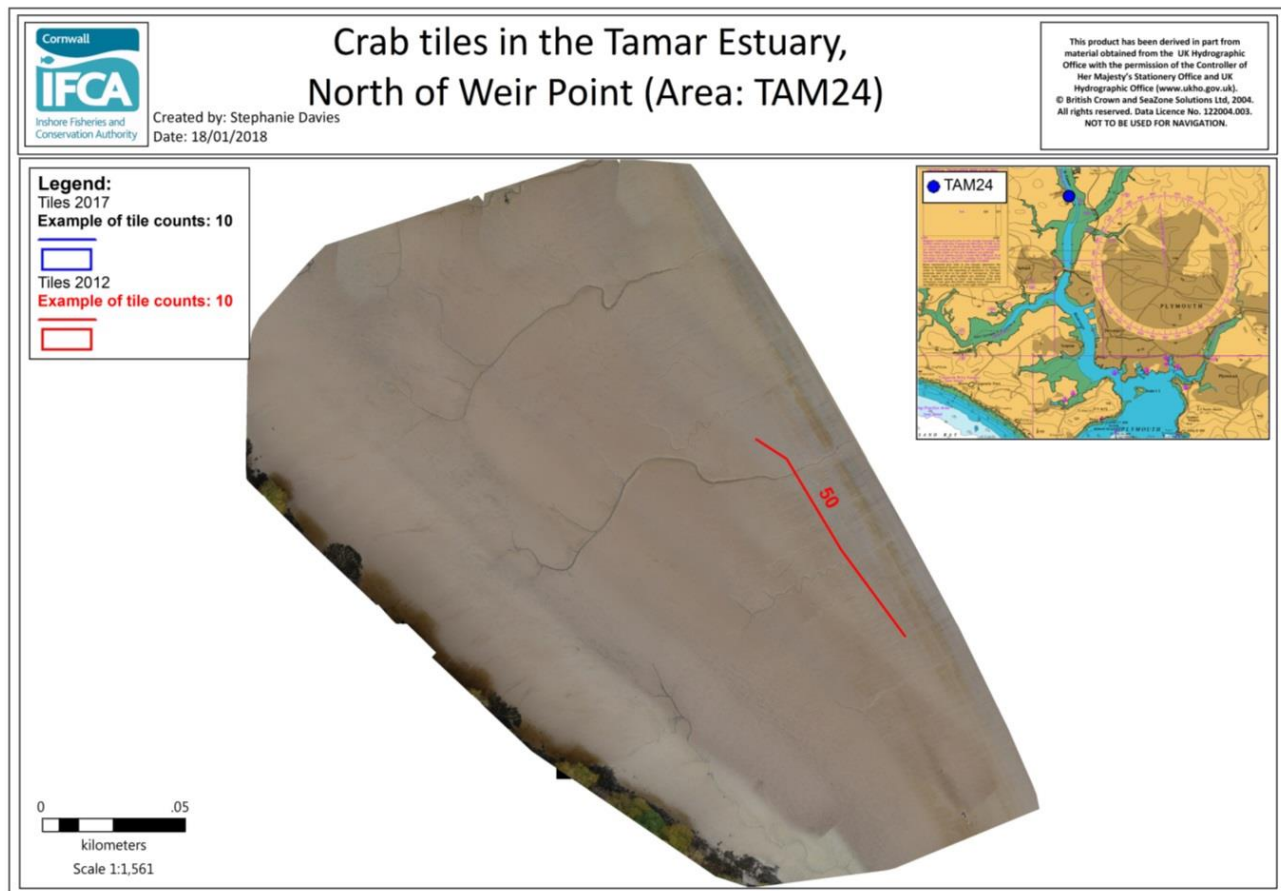 Cornwall
IFCA
Inshore Fisheries and
Conservation Authority
Crab tiles in the Tamar Estuary,
North of Weir Point (Area: TAM24)
Created by: Stephanie Davies
Date: 18/01/2018
This product has been derived in part from
material obtained from the UK Hydrographic
Office with the permission of the Controller of
Her Majesty's Stationery Office and UK
Hydrographic Office (www.ukho.gov.uk).
© British Crown and SeaZone Solutions Ltd, 2004.
All rights reserved. Data Licence No. 122004.003.
NOT TO BE USED FOR NAVIGATION.
Legend:
Tiles 2017
Example of tile counts: 10
Tiles 2012
Example of tile counts: 10
TAM24
PLYMOUTH
PLYMOUTH
50
0 .05
kilometers
Scale 1:1,561